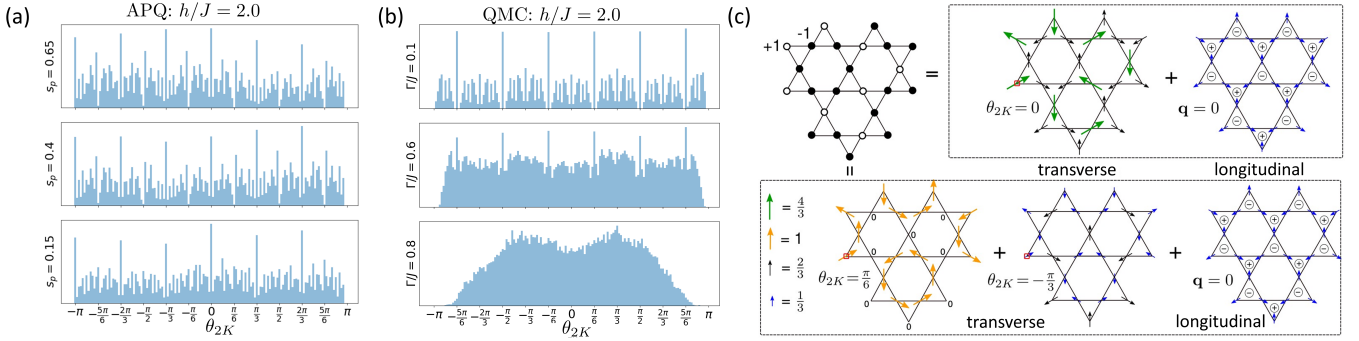 (a)
APQ: h/J = 2.0
s_p = 0.65
s_p = 0.4
s_p = 0.15
−π −5π/6 −2π/3 −π/2 −π/3 −π/6 0 π/6 π/3 π/2 2π/3 5π/6 π
θ_2K
(b)
QMC: h/J = 2.0
Γ/J = 0.1
Γ/J = 0.6
Γ/J = 0.8
−π −5π/6 −2π/3 −π/2 −π/3 −π/6 0 π/6 π/3 π/2 2π/3 5π/6 π
θ_2K
(c)
+1 -1
=
θ_2K = 0
transverse
+
q = 0
longitudinal
=
= 4/3
= 1
= 2/3
= 1/3
θ_2K = π/6
+
θ_2K = −π/3
transverse
+
q = 0
longitudinal